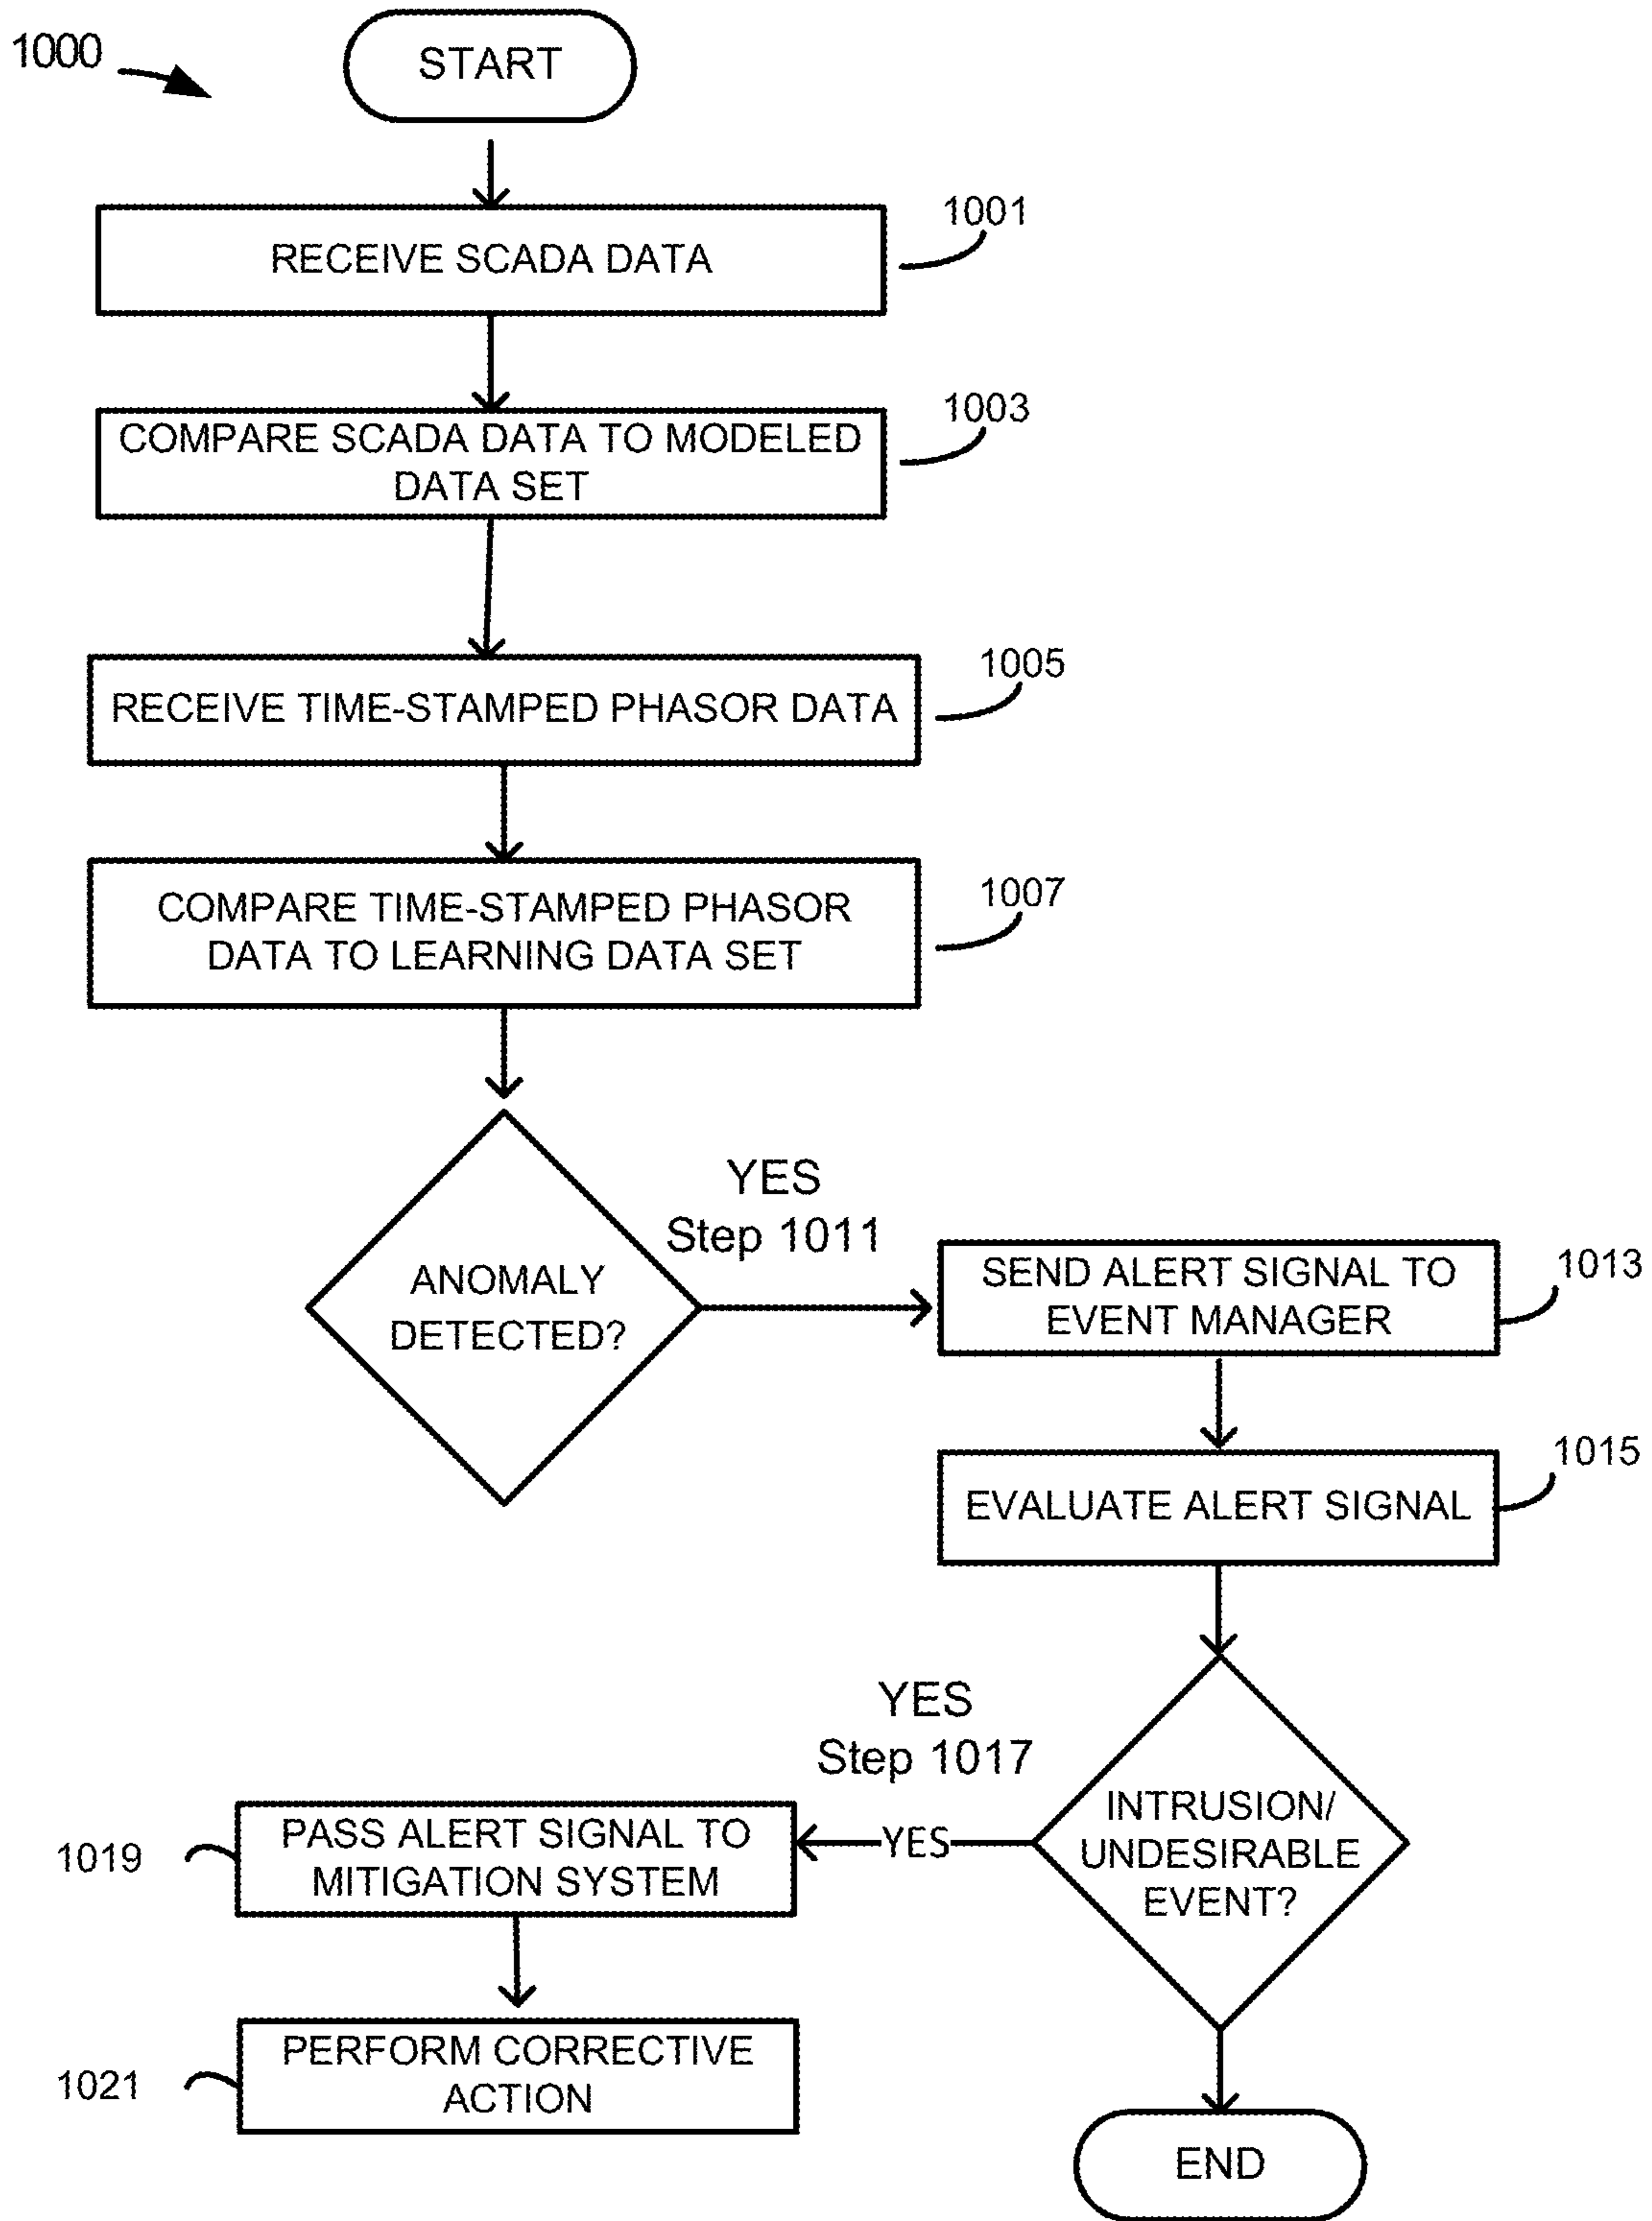 1000
START
RECEIVE SCADA DATA
1001
COMPARE SCADA DATA TO MODELED
DATA SET
1003
RECEIVE TIME-STAMPED PHASOR DATA
1005
COMPARE TIME-STAMPED PHASOR
DATA TO LEARNING DATA SET
1007
ANOMALY
DETECTED?
YES
Step 1011
SEND ALERT SIGNAL TO
EVENT MANAGER
1013
EVALUATE ALERT SIGNAL
1015
INTRUSION/
UNDESIRABLE
EVENT?
YES
Step 1017
YES
PASS ALERT SIGNAL TO
MITIGATION SYSTEM
1019
PERFORM CORRECTIVE
ACTION
1021
END